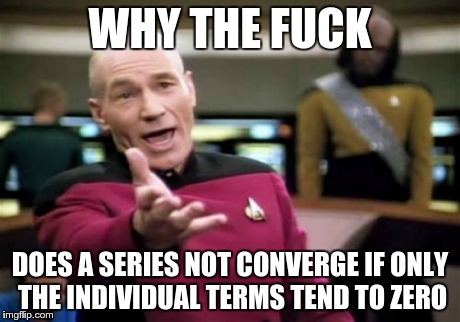 WHY THE FUCK
DOES A SERIES NOT CONVERGE IF ONLY
THE INDIVIDUAL TERMS TEND TO ZERO
imgflip.com